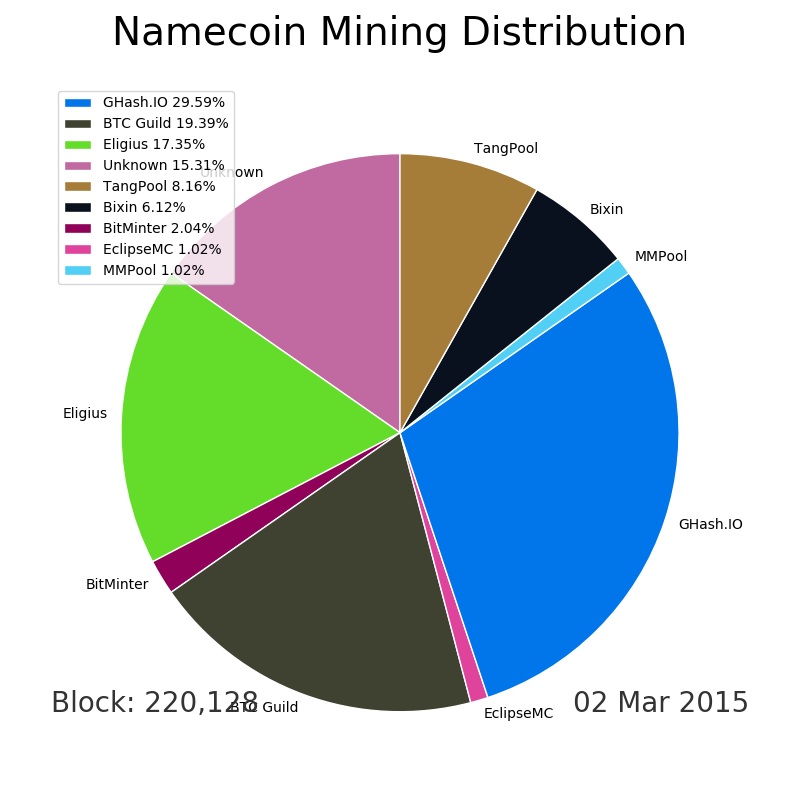 Namecoin Mining Distribution
GHash.IO 29.59%
BTC Guild 19.39%
Eligius 17.35%
Unknown 15.31%
TangPool 8.16%
Bixin 6.12%
BitMinter 2.04%
EclipseMC 1.02%
MMPool 1.02%
Unknown
TangPool
Bixin
MMPool
Eligius
GHash.IO
BitMinter
Block: 220,128
BTC Guild
EclipseMC
02 Mar 2015